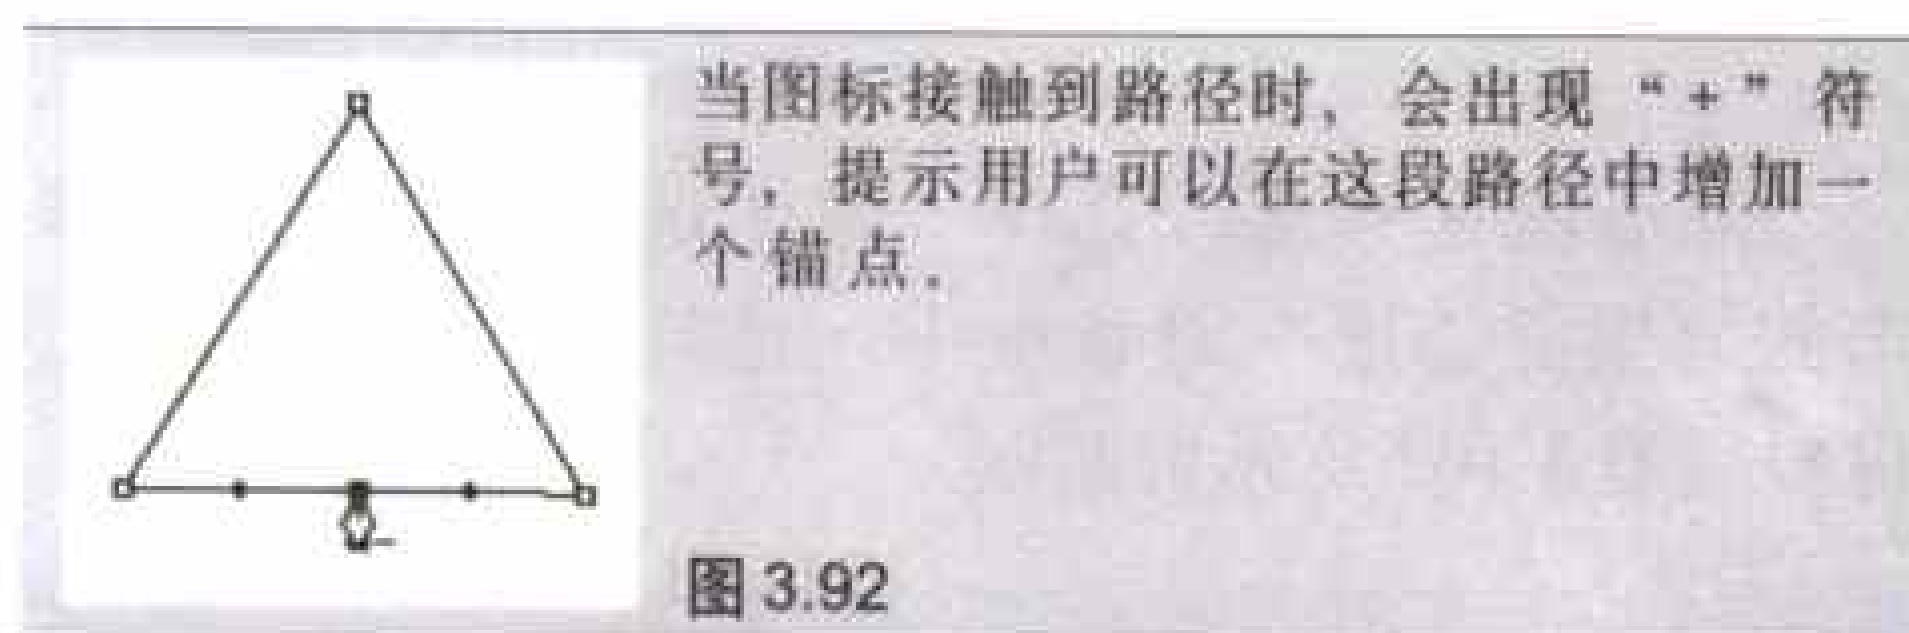 当图标接触到路径时，会出现“+”符
号，提示用户可以在这段路径中增加一
个锚点。
图 3.92